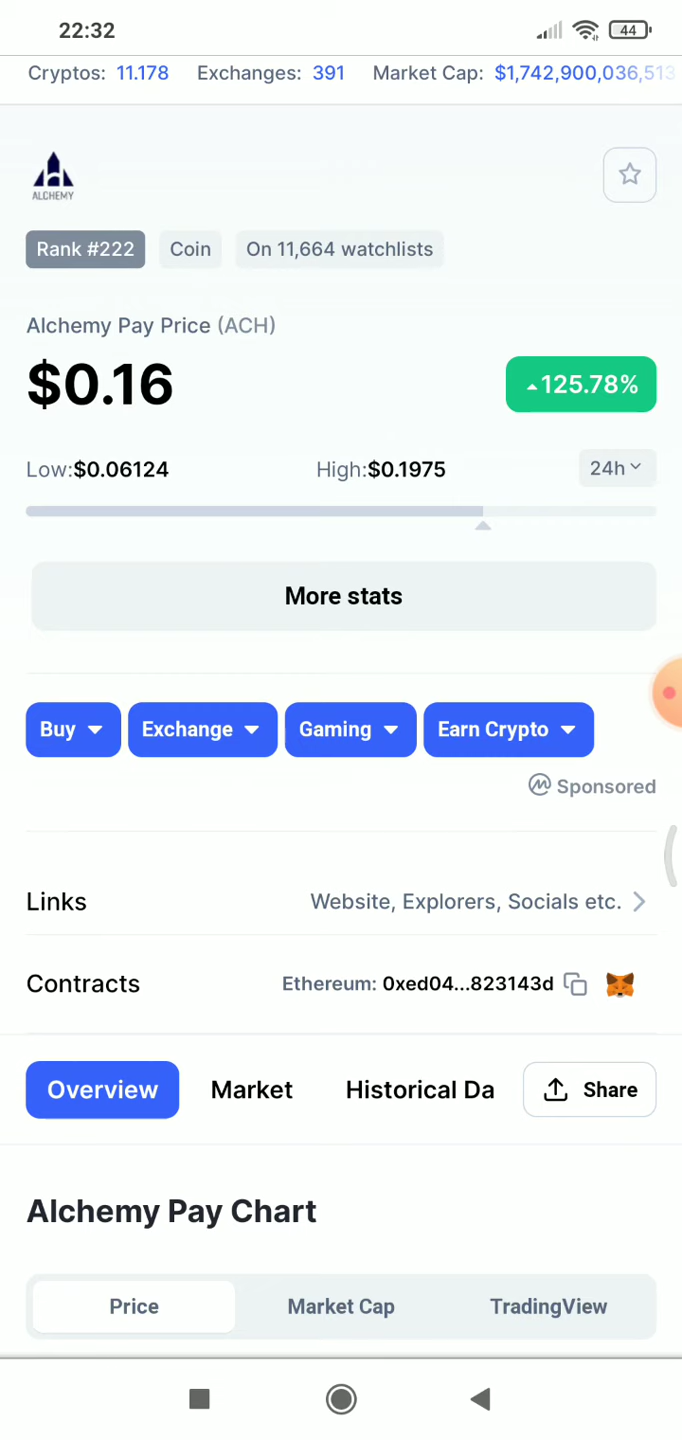 22:32
44
Cryptos: 11.178 Exchanges: 391 Market Cap: $1,742,900,036,513
ALCHEMY
Rank #222 Coin On 11,664 watchlists
Alchemy Pay Price (ACH)
$0.16 125.78%
Low:$0.06124 High:$0.1975 24h
More stats
Buy Exchange Gaming Earn Crypto
Sponsored
Links Website, Explorers, Socials etc.
Contracts Ethereum: 0xed04...823143d
Overview Market Historical Da Share
Alchemy Pay Chart
Price Market Cap TradingView